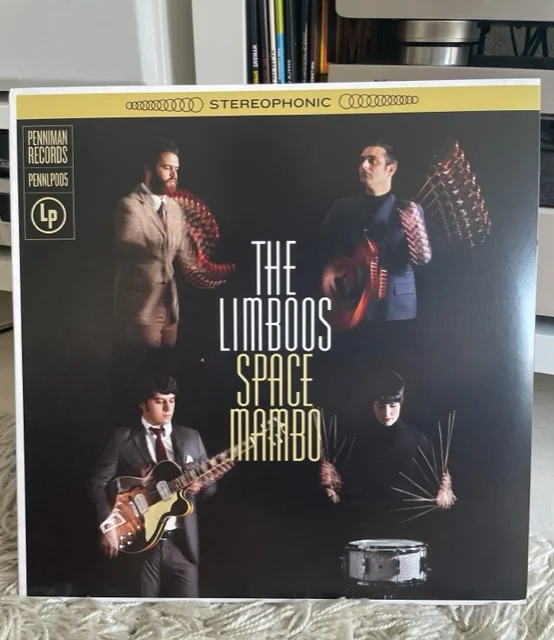 STEREOPHONIC
PENNIMAN
RECORDS
PENNLP005
Lp
THE
LIMBOOS
SPACE
MAMBO